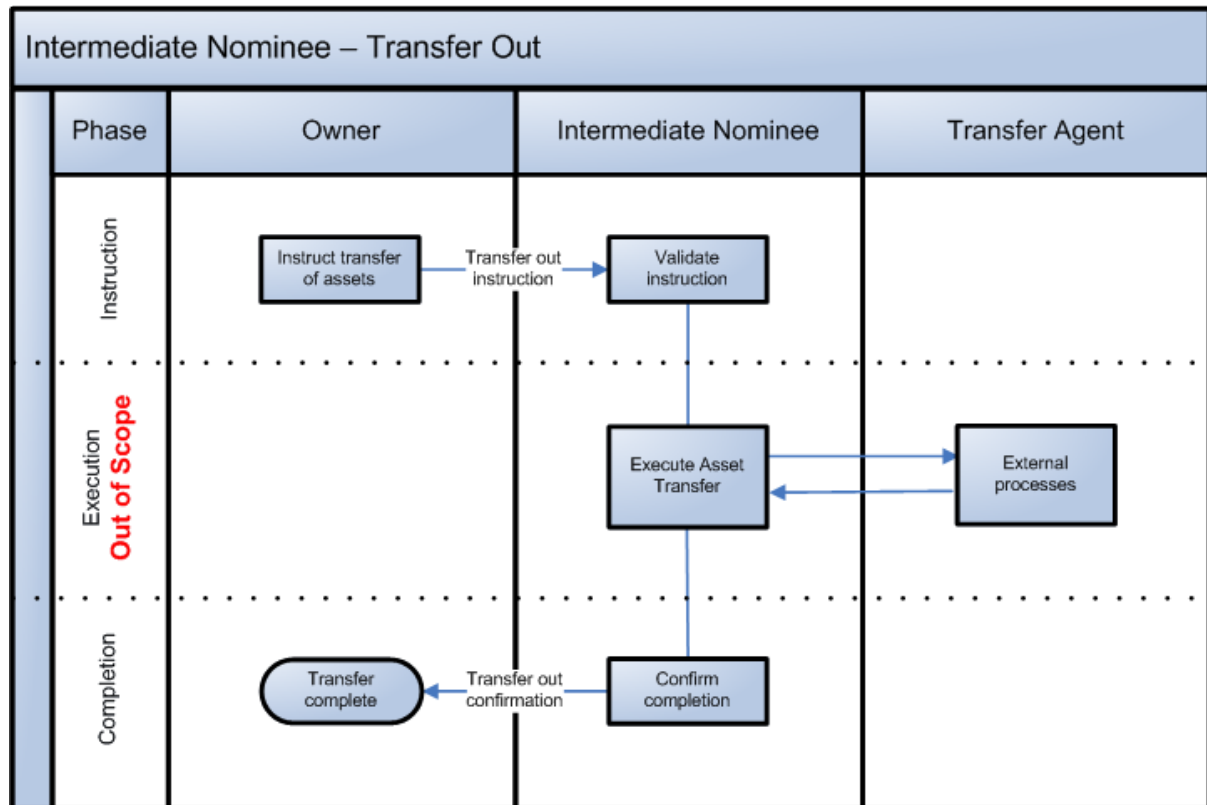 Intermediate Nominee – Transfer Out
Phase
Owner
Intermediate Nominee
Transfer Agent
Instruction
Instruct transfer
of assets
Transfer out
instruction
Validate
instruction
Execution
Out of Scope
Execute Asset
Transfer
External
processes
Completion
Transfer
complete
Transfer out
confirmation
Confirm
completion